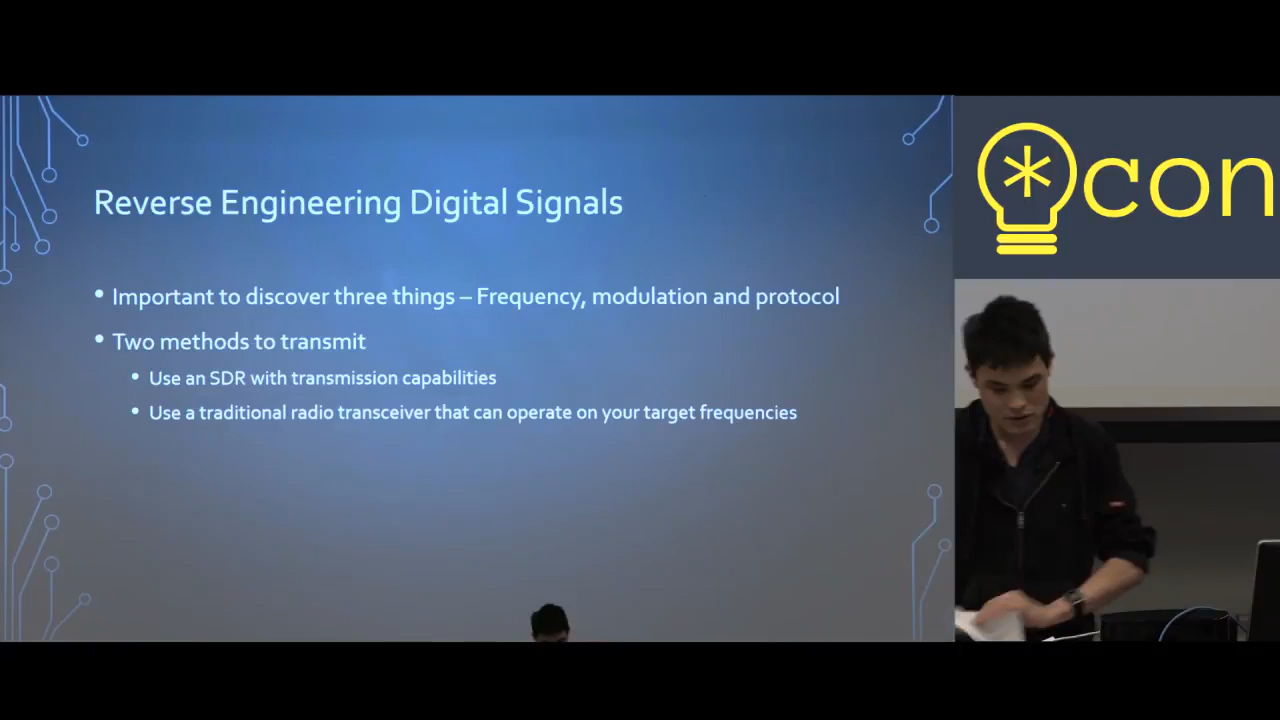 Reverse Engineering Digital Signals
• Important to discover three things – Frequency, modulation and protocol
• Two methods to transmit
• Use an SDR with transmission capabilities
• Use a traditional radio transceiver that can operate on your target frequencies
*con